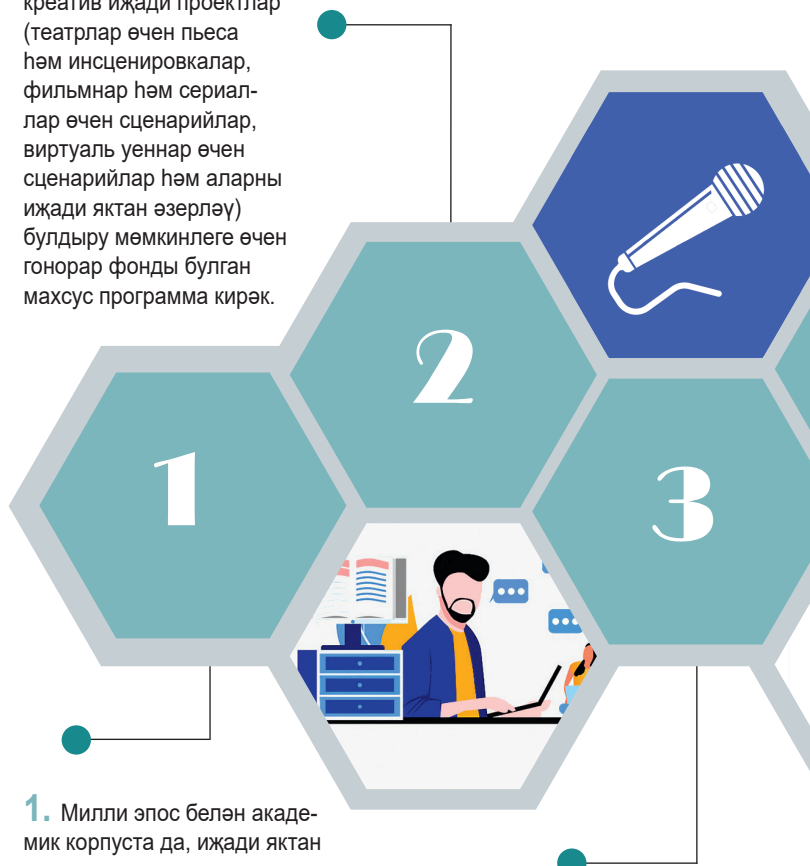 креатив иҗади проектлар
(театрлар өчен пьеса
һәм инсценировкалар,
фильмнар һәм сериал-
лар өчен сценарийлар,
виртуаль уеннар өчен
сценарийлар һәм аларны
иҗади яктан әзерләү)
булдыру мөмкинлеге өчен
гонорар фонды булган
махсус программа кирәк.
2
1
3
1. Милли эпос белән акаде-
мик корпуста да, иҗади яктан